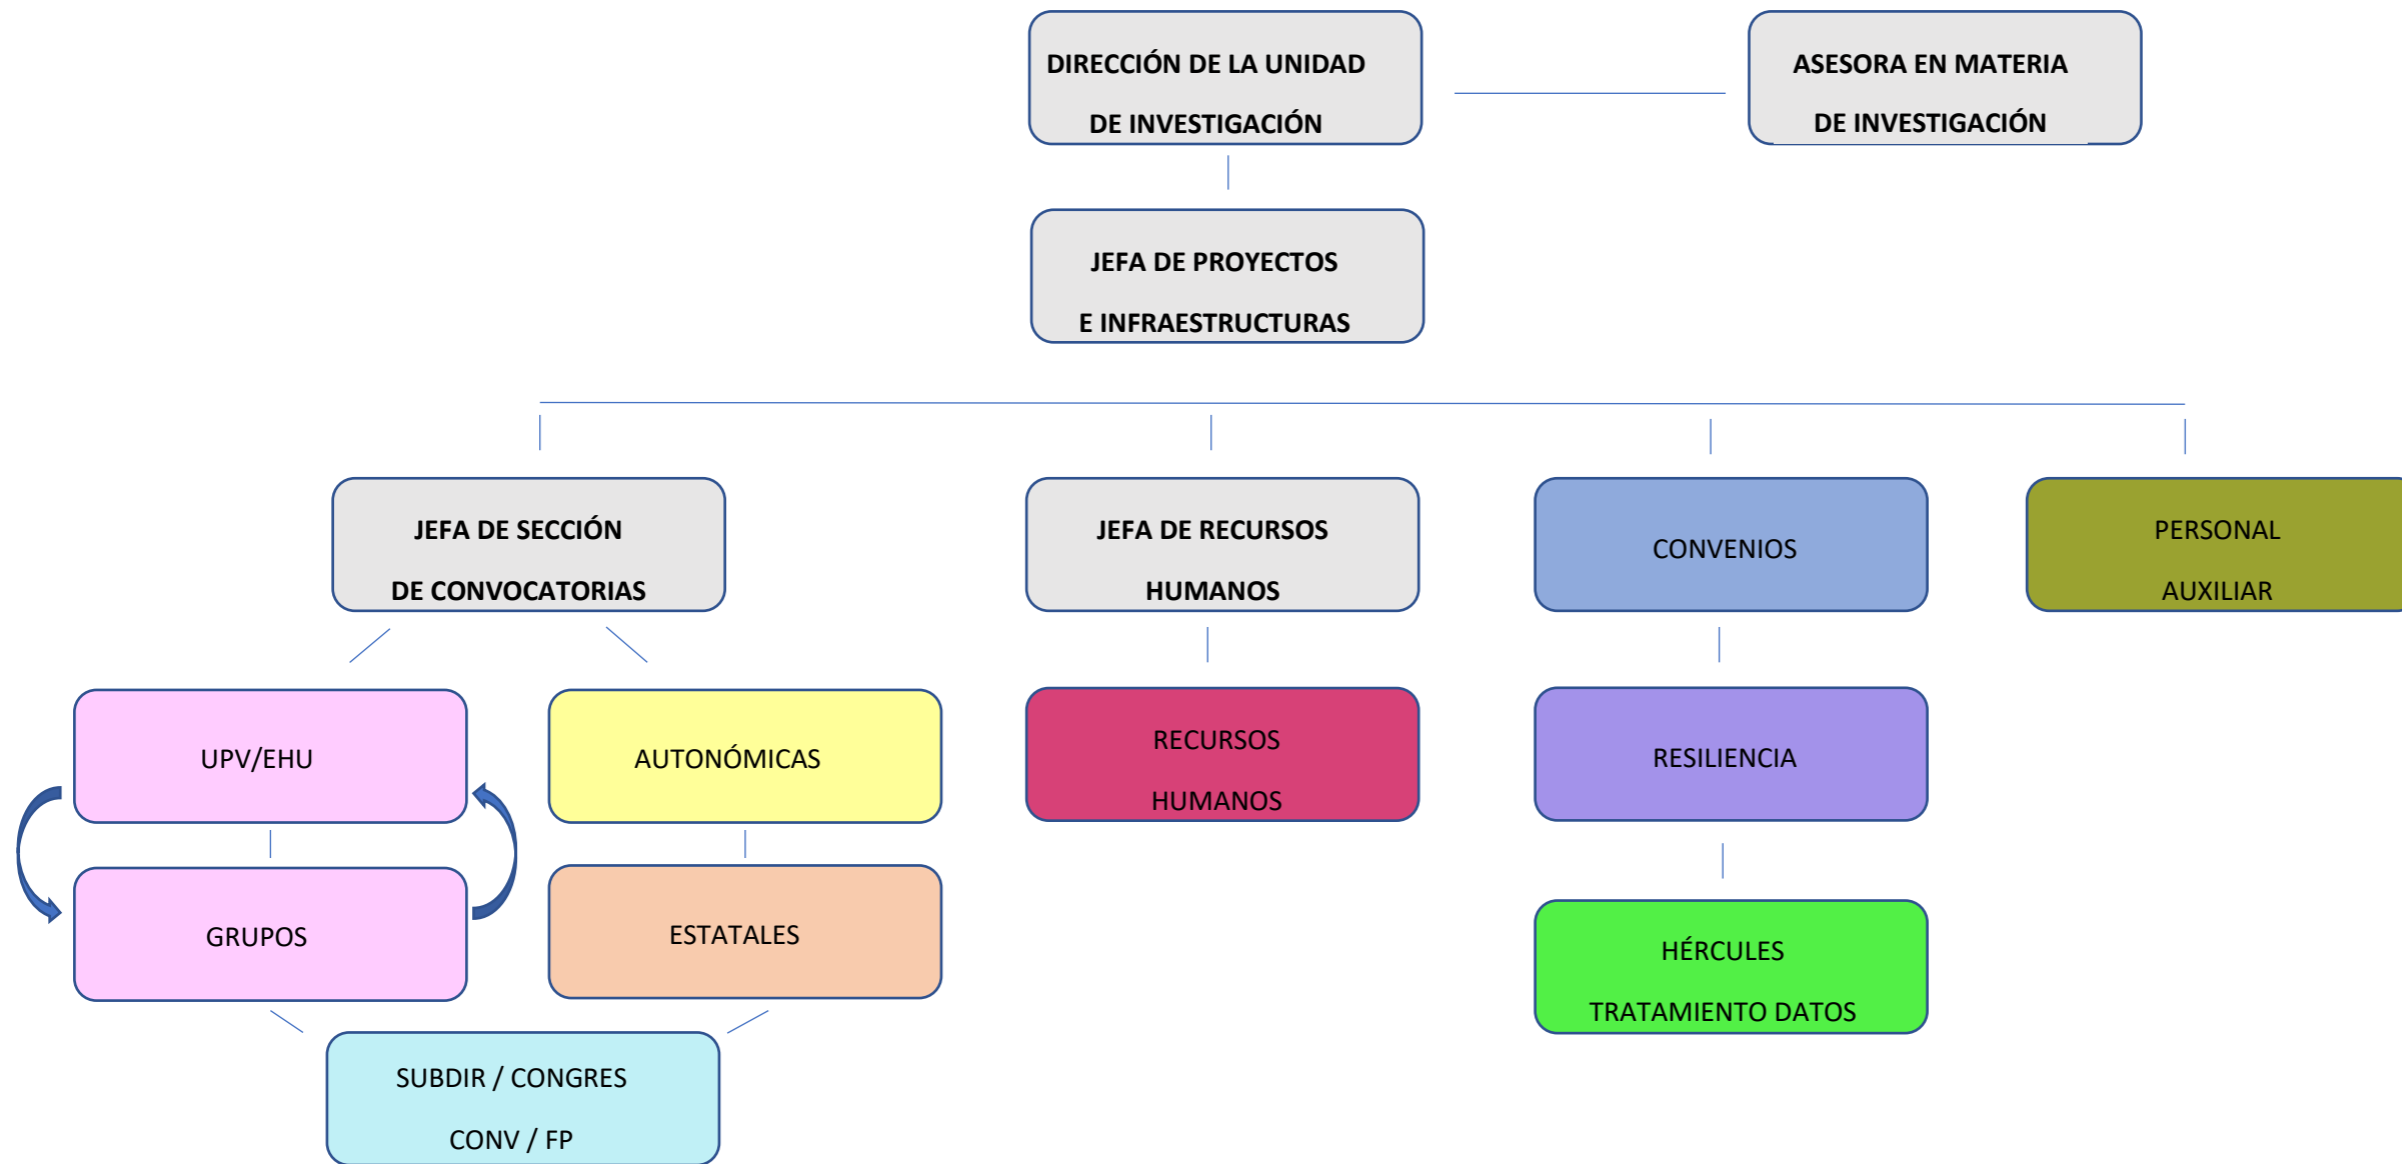 DIRECCIÓN DE LA UNIDAD
DE INVESTIGACIÓN
ASESORA EN MATERIA
DE INVESTIGACIÓN
JEFA DE PROYECTOS
E INFRAESTRUCTURAS
JEFA DE SECCIÓN
DE CONVOCATORIAS
JEFA DE RECURSOS
HUMANOS
CONVENIOS
PERSONAL
AUXILIAR
UPV/EHU
AUTONÓMICAS
RECURSOS
HUMANOS
RESILIENCIA
GRUPOS
ESTATALES
HÉRCULES
TRATAMIENTO DATOS
SUBDIR / CONGRES
CONV / FP